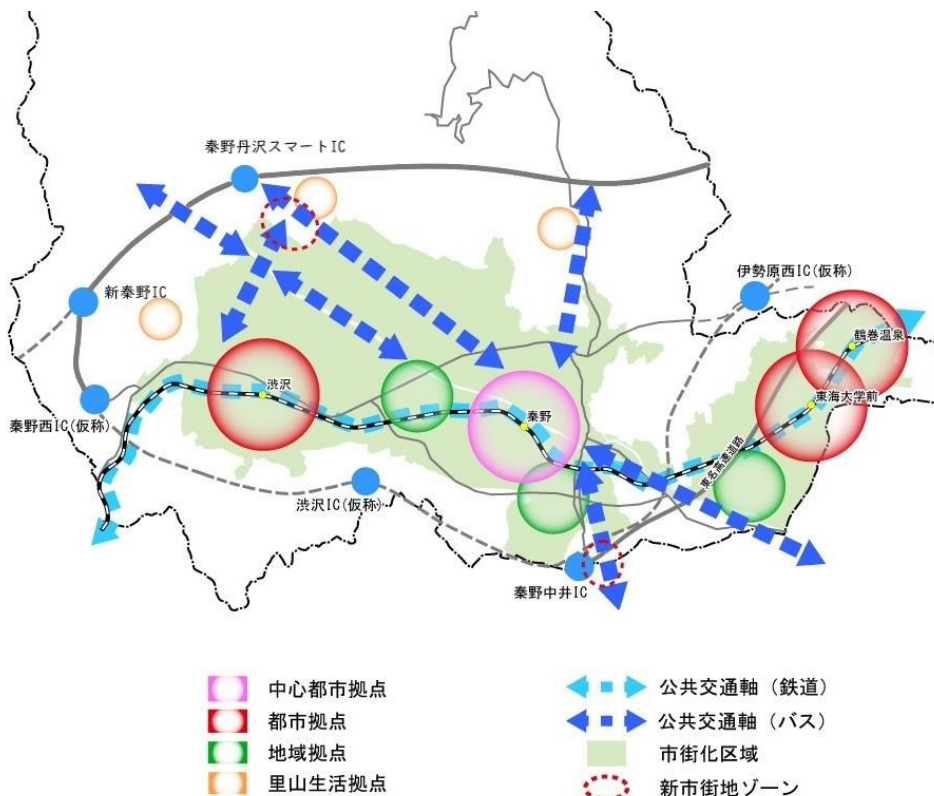 秦野丹沢スマートIC
新秦野IC
伊勢原西IC(仮称)
鶴巻温泉
渋沢
東海大学前
秦野西IC(仮称)
秦野
東名高速道路
渋沢IC(仮称)
秦野中井IC
中心都市拠点
都市拠点
地域拠点
里山生活拠点
公共交通軸（鉄道）
公共交通軸（バス）
市街化区域
新市街地ゾーン